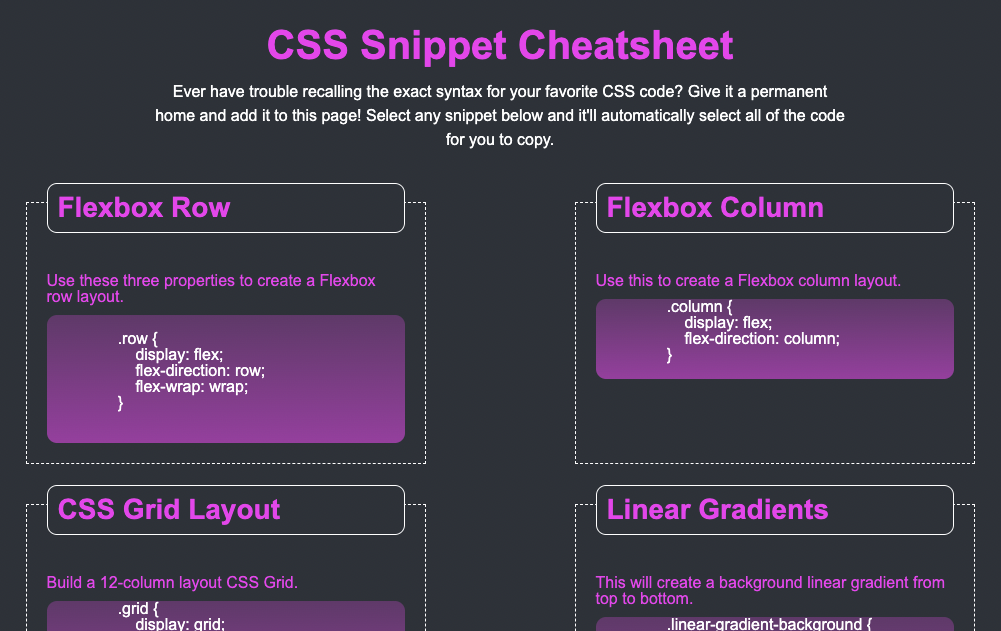 CSS Snippet Cheatsheet
Ever have trouble recalling the exact syntax for your favorite CSS code? Give it a permanent
home and add it to this page! Select any snippet below and it'll automatically select all of the code
for you to copy.
Flexbox Row
Use these three properties to create a Flexbox
row layout.
.row {
display: flex;
flex-direction: row;
flex-wrap: wrap;
}
Flexbox Column
Use this to create a Flexbox column layout.
.column {
display: flex;
flex-direction: column;
}
CSS Grid Layout
Build a 12-column layout CSS Grid.
.grid {
display: grid;
Linear Gradients
This will create a background linear gradient from
top to bottom.
.linear-gradient-background {